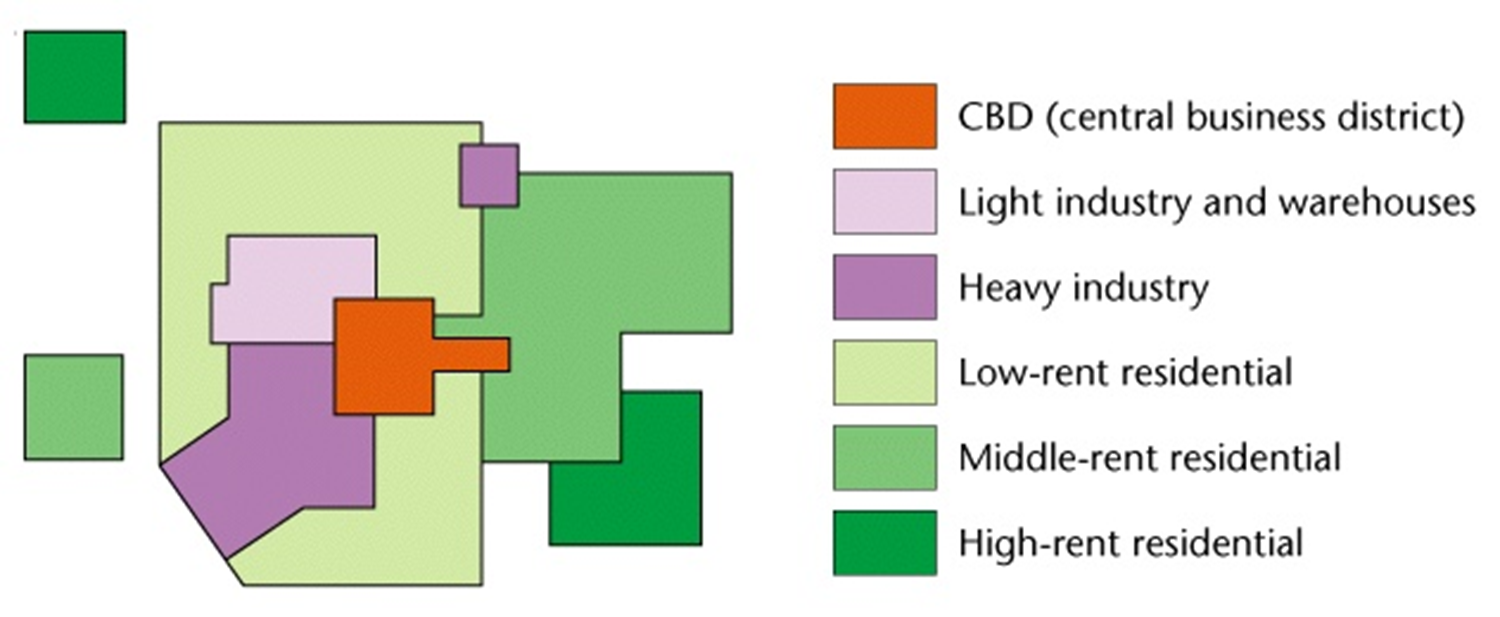 CBD (central business district)
Light industry and warehouses
Heavy industry
Low-rent residential
Middle-rent residential
High-rent residential